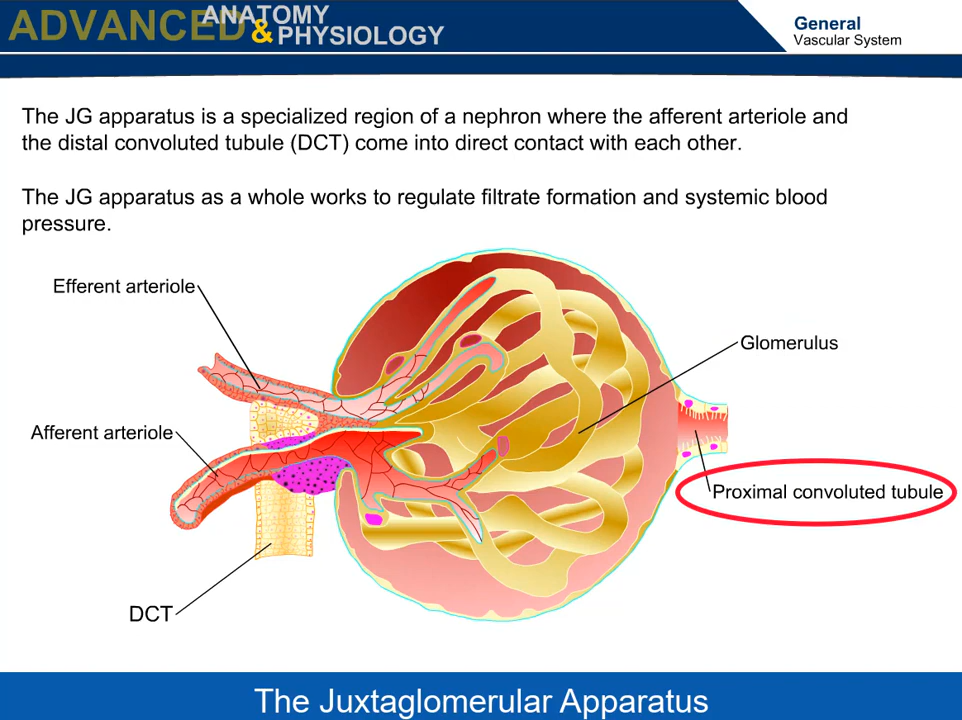 ADVANCED ANATOMY & PHYSIOLOGY
General
Vascular System
The JG apparatus is a specialized region of a nephron where the afferent arteriole and
the distal convoluted tubule (DCT) come into direct contact with each other.
The JG apparatus as a whole works to regulate filtrate formation and systemic blood
pressure.
Efferent arteriole
Glomerulus
Afferent arteriole
Proximal convoluted tubule
DCT
The Juxtaglomerular Apparatus